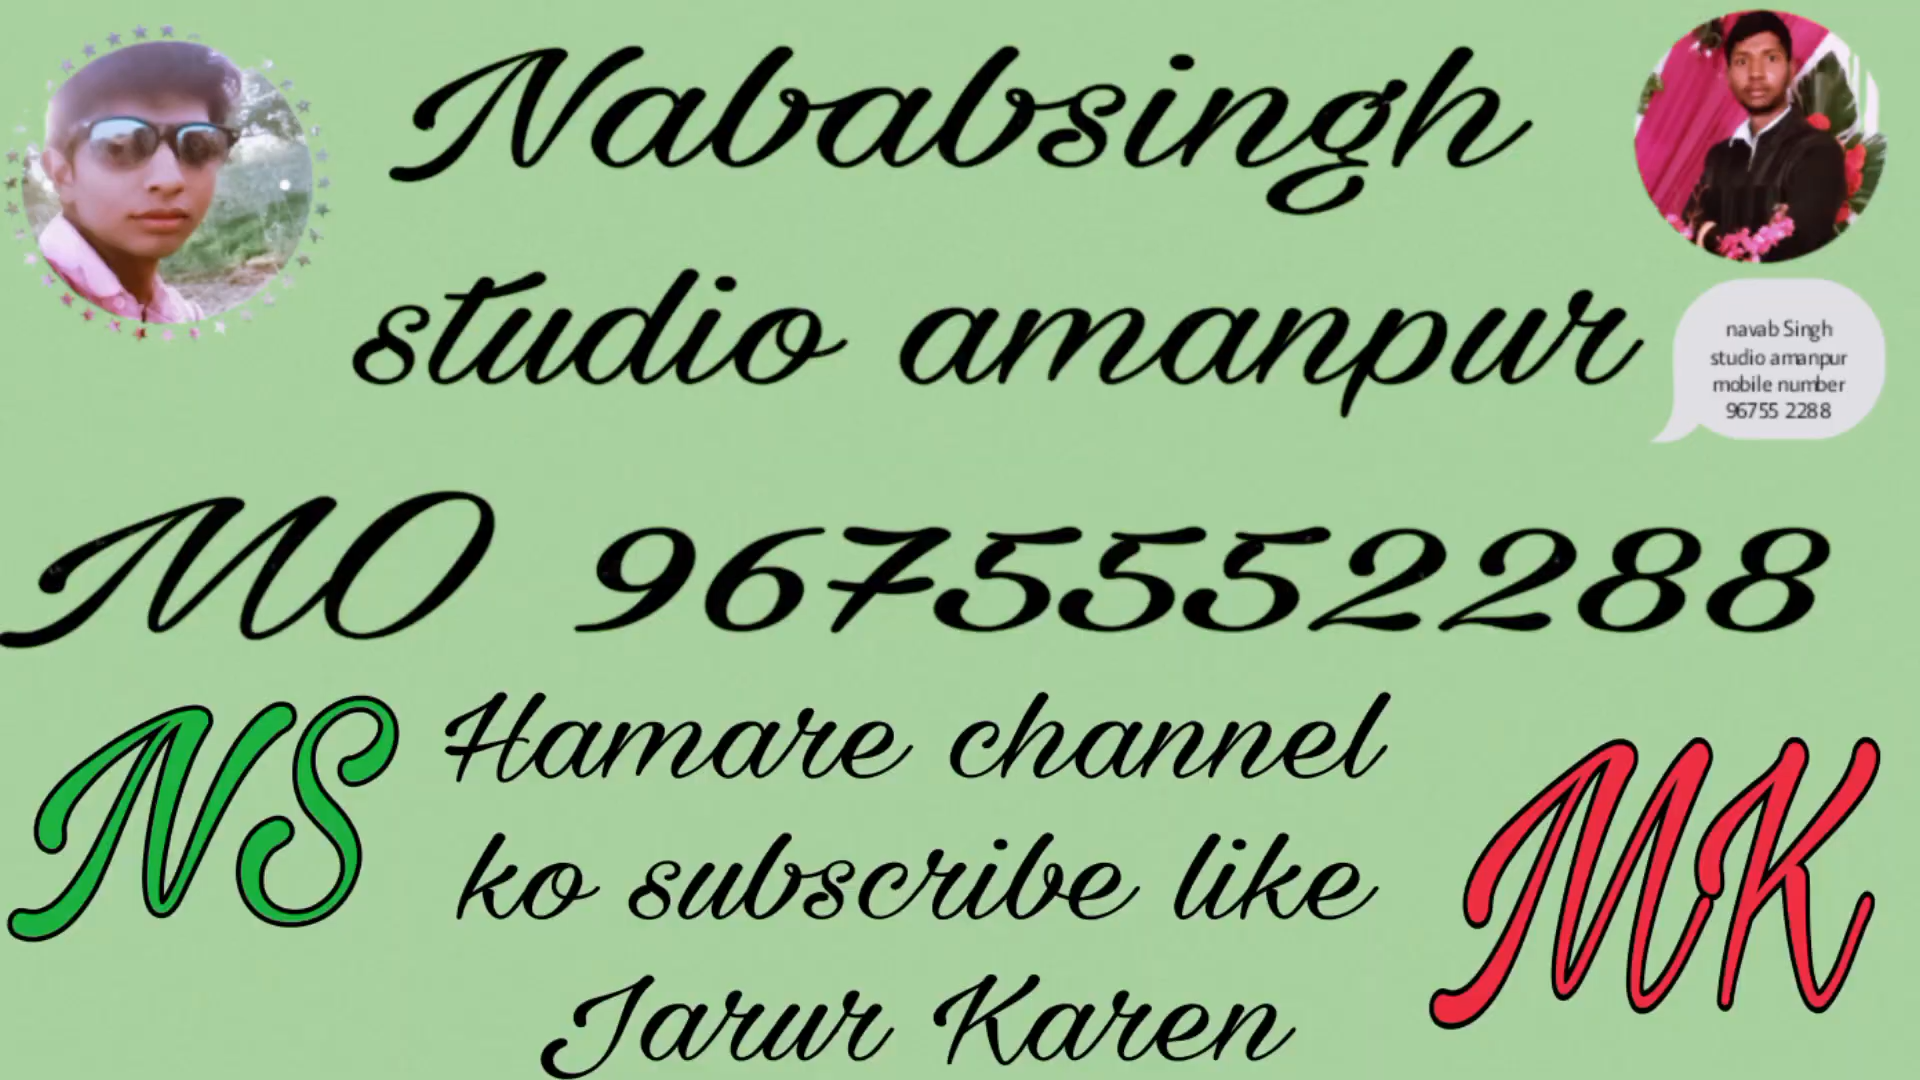 Nababsingh
studio amanpur
navab Singh
studio amanpur
mobile number
96755 2288
MO 9675552288
NS
Hamare channel
ko subscribe like
Jarur Karen
MK